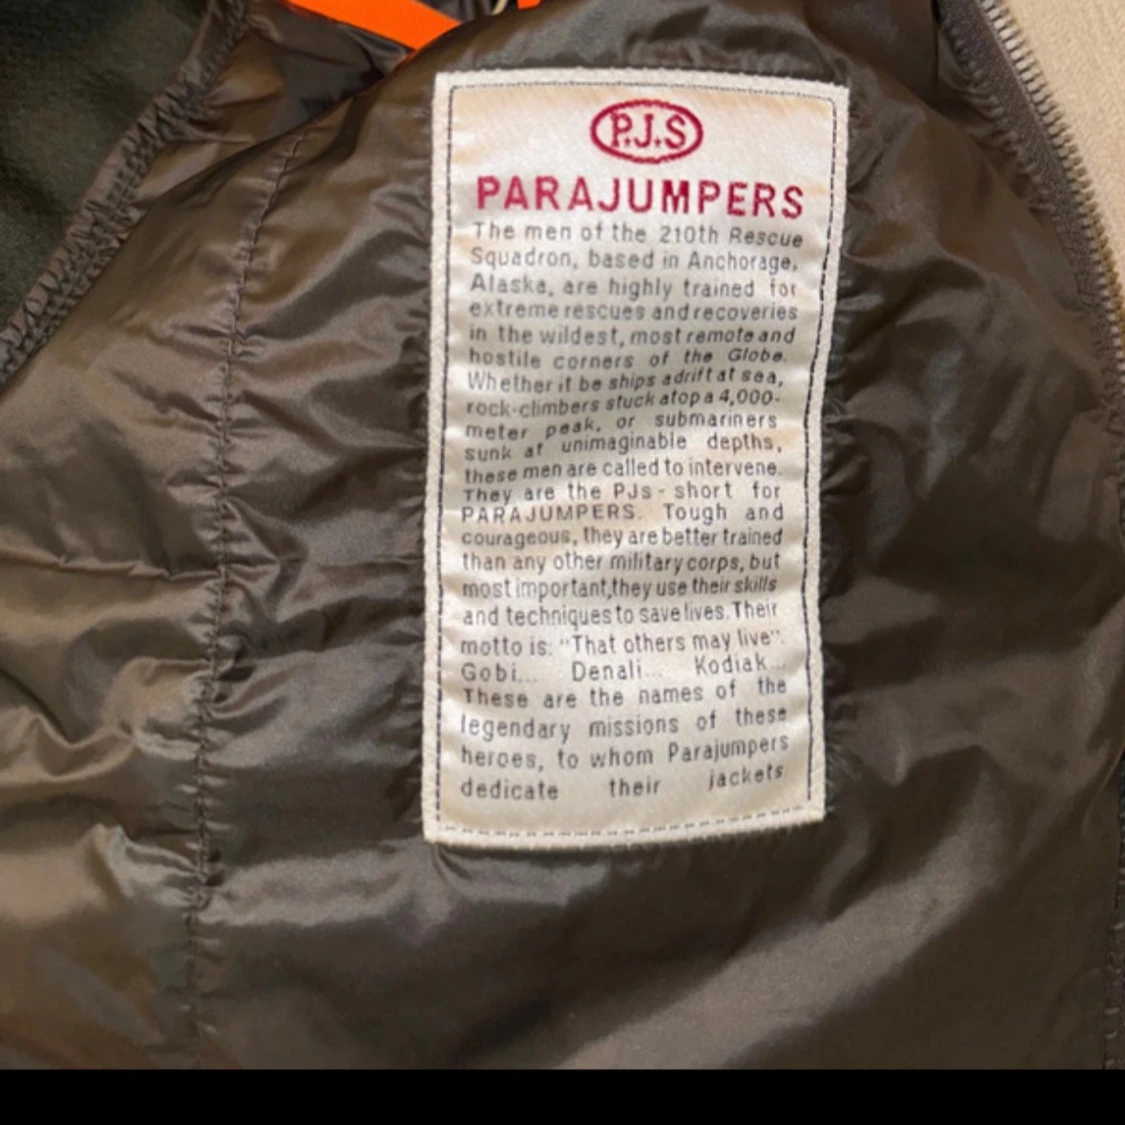 P.J.S
PARAJUMPERS
The men of the 210th Rescue
Squadron, based in Anchorage,
Alaska, are highly trained for
extreme rescues and recoveries
in the wildest, most remote and
hostile corners of the Globe.
Whether it be ships adrift at sea,
rock-climbers stuck atop a 4,000-
meter peak, or submariners
sunk at unimaginable depths,
these men are called to intervene.
They are the PJs - short for
PARAJUMPERS. Tough and
courageous, they are better trained
than any other military corps, but
most important,they use their skills
and techniques to save lives. Their
motto is: "That others may live".
Gobi... Denali... Kodiak...
These are the names of the
legendary missions of these
heroes, to whom Parajumpers
dedicate their jackets.